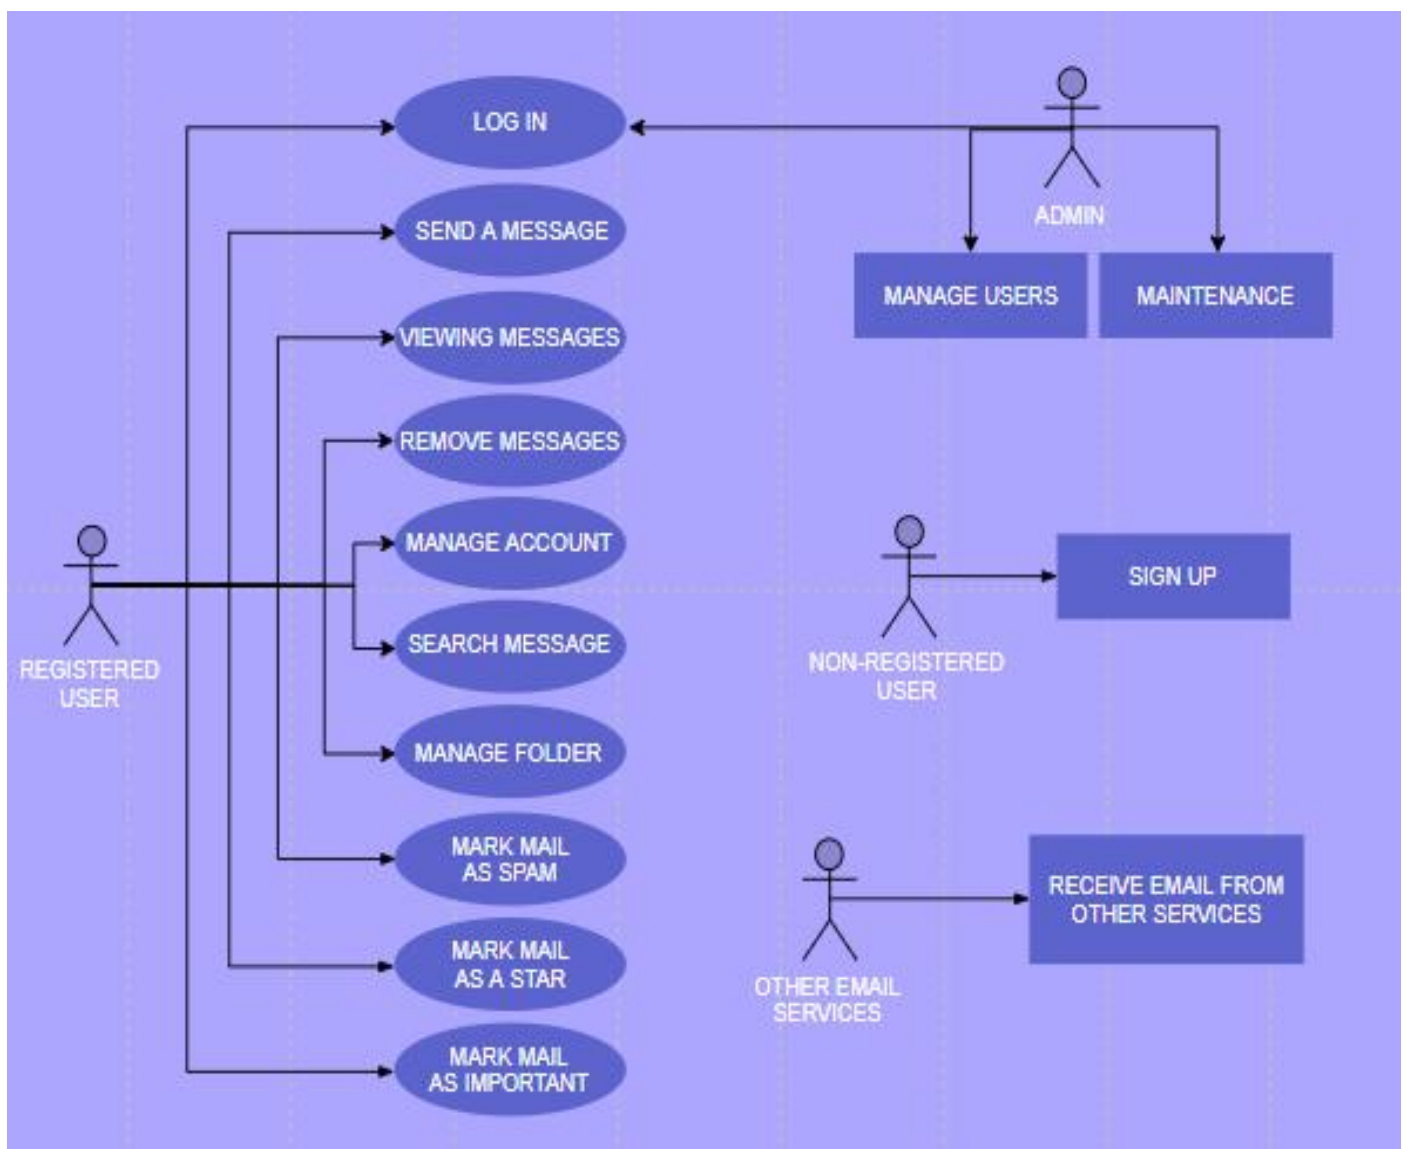 LOG IN
SEND A MESSAGE
VIEWING MESSAGES
REMOVE MESSAGES
MANAGE ACCOUNT
SEARCH MESSAGE
MANAGE FOLDER
MARK MAIL
AS SPAM
MARK MAIL
AS A STAR
MARK MAIL
AS IMPORTANT
REGISTERED
USER
ADMIN
MANAGE USERS
MAINTENANCE
NON-REGISTERED
USER
SIGN UP
OTHER EMAIL
SERVICES
RECEIVE EMAIL FROM
OTHER SERVICES